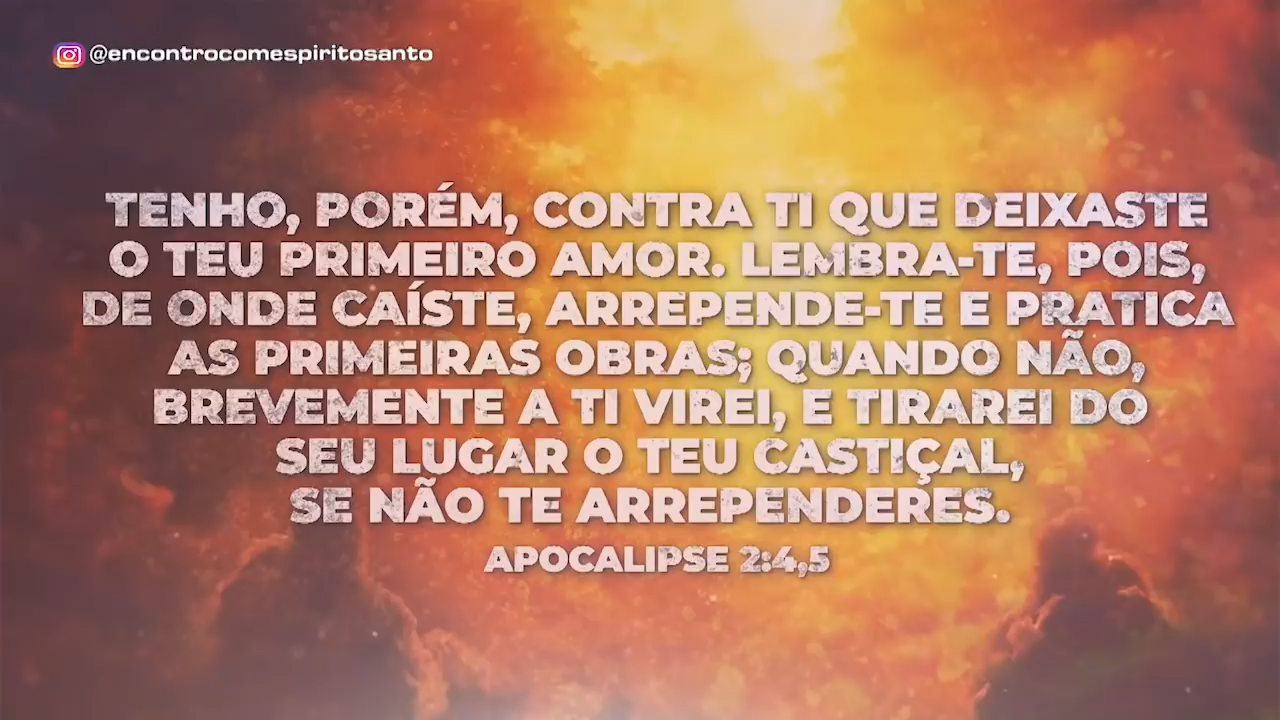 @encontrocomespiritosanto
TENHO, PORÉM, CONTRA TI QUE DEIXASTE
O TEU PRIMEIRO AMOR. LEMBRA-TE, POIS,
DE ONDE CAÍSTE, ARREPENDE-TE E PRATICA
AS PRIMEIRAS OBRAS; QUANDO NÃO,
BREVEMENTE A TI VIREI, E TIRAREI DO
SEU LUGAR O TEU CASTIÇAL,
SE NÃO TE ARREPENDERES.
APOCALIPSE 2:4,5